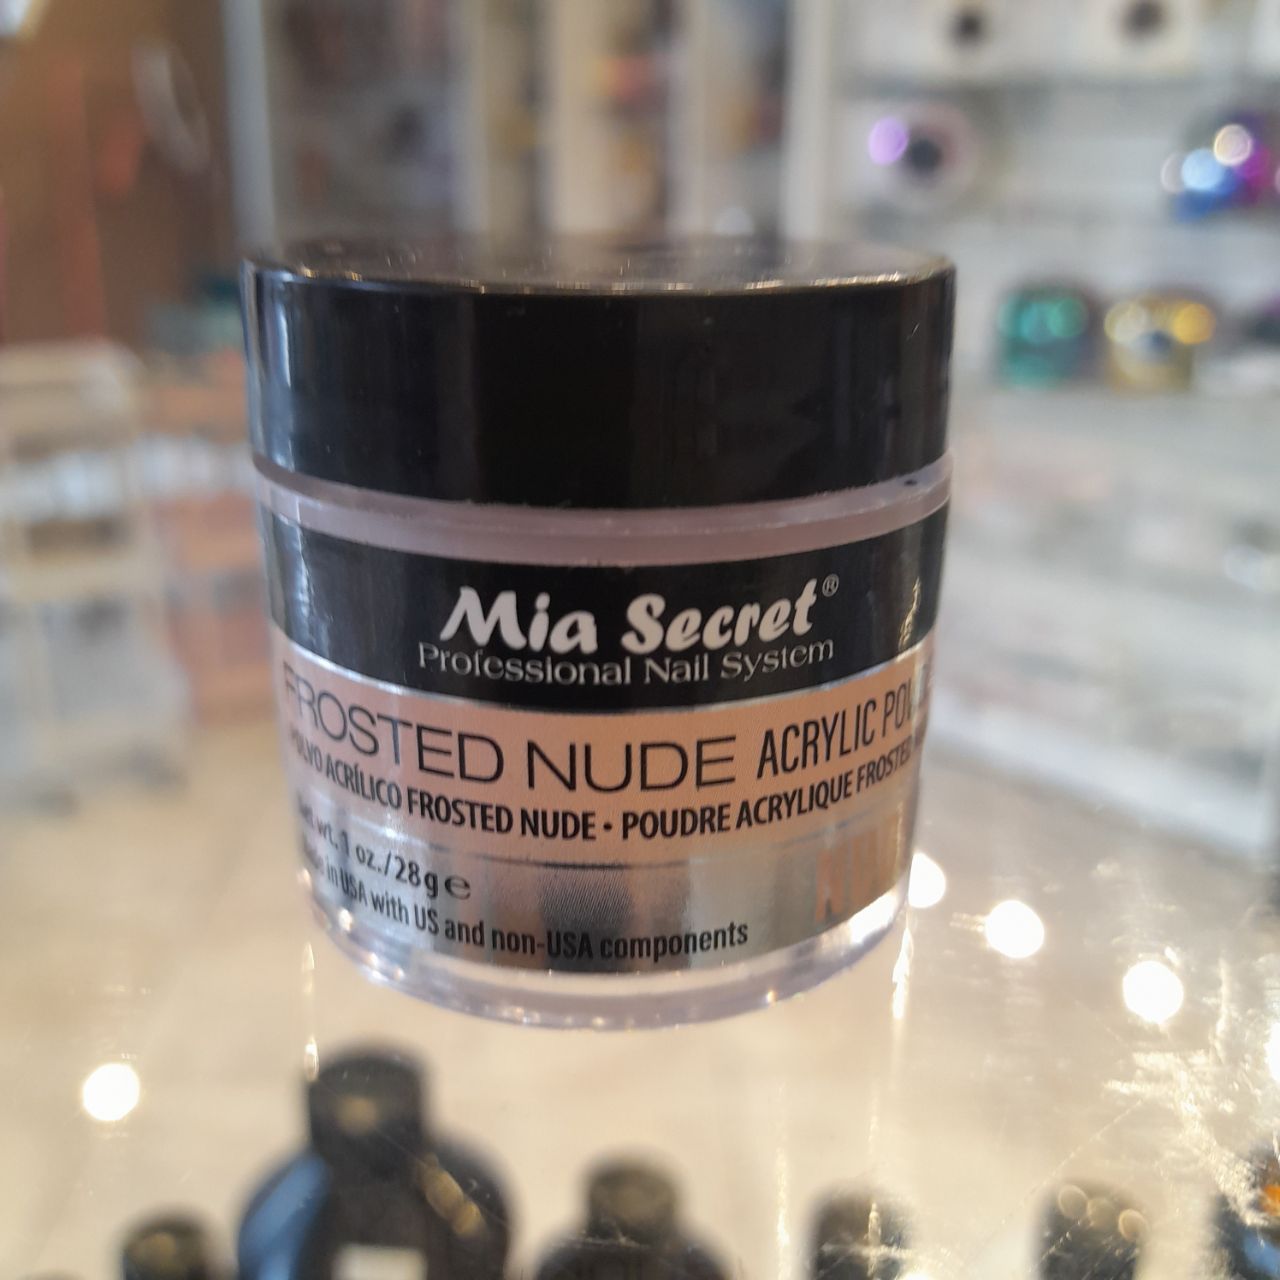 Mia Secret®
Professional Nail System
FROSTED NUDE ACRYLIC
ACRÍLICO FROSTED NUDE • POUDRE ACRYLIQUE FROSTED
wt. 1 oz./28g ℮
in USA with US and non-USA components